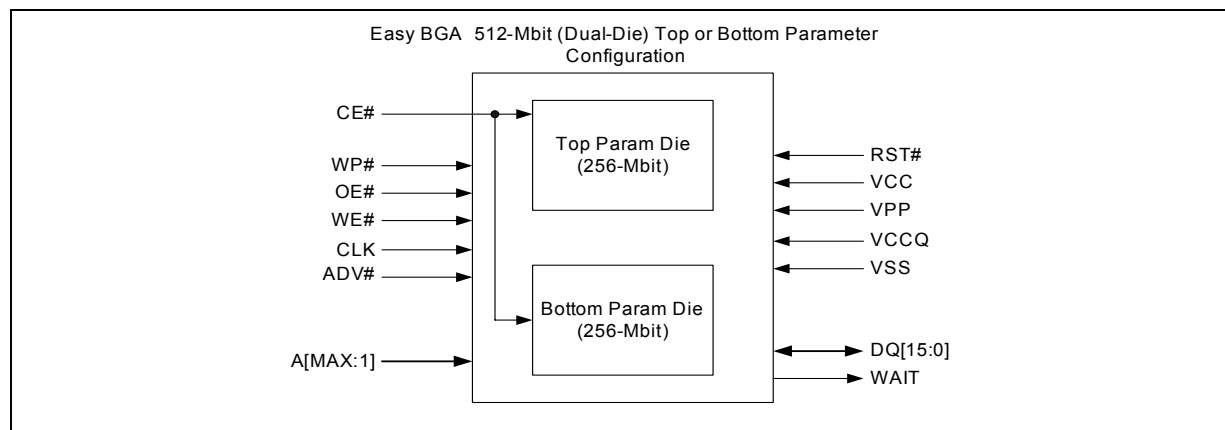 Easy BGA 512-Mbit (Dual-Die) Top or Bottom Parameter
Configuration
CE#
WP#
OE#
WE#
CLK
ADV#
A[MAX:1]
Top Param Die
(256-Mbit)
Bottom Param Die
(256-Mbit)
RST#
VCC
VPP
VCCQ
VSS
DQ[15:0]
WAIT